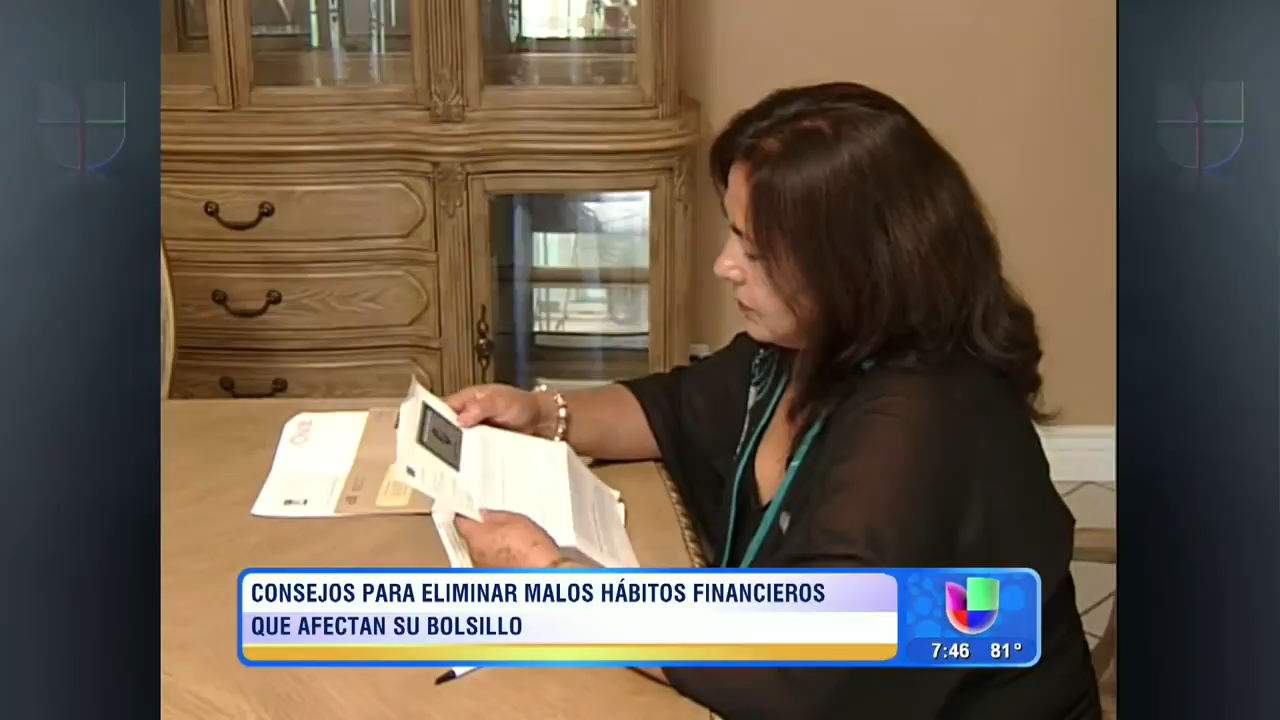 CONSEJOS PARA ELIMINAR MALOS HÁBITOS FINANCIEROS
QUE AFECTAN SU BOLSILLO
7:46 81°